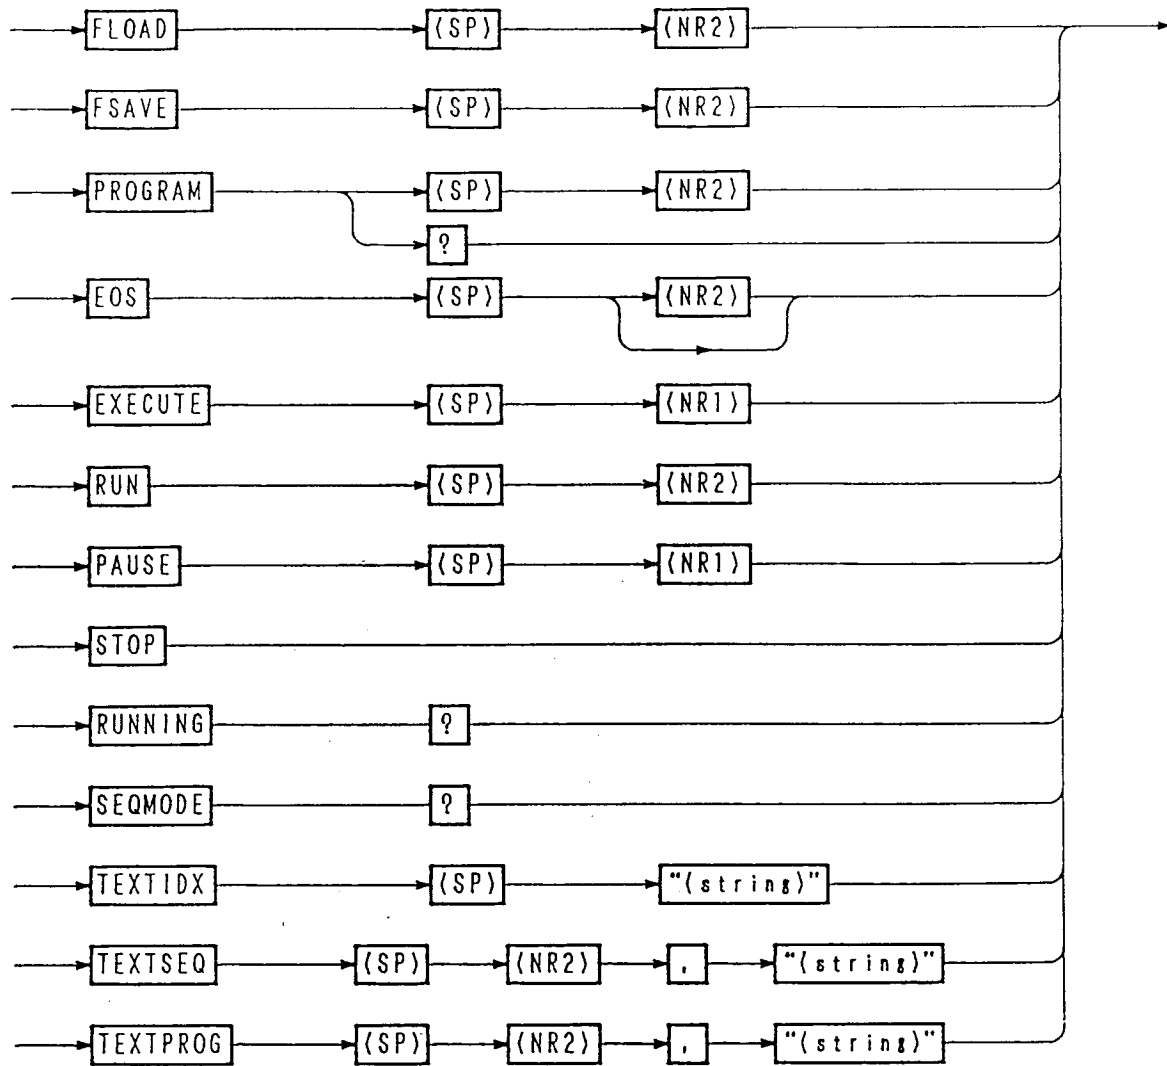 FLOAD (SP) (NR2)
FSAVE (SP) (NR2)
PROGRAM (SP) (NR2)
?
EOS (SP) (NR2)
EXECUTE (SP) (NR1)
RUN (SP) (NR2)
PAUSE (SP) (NR1)
STOP
RUNNING ?
SEQMODE ?
TEXTIDX (SP) "(string)"
TEXTSEQ (SP) (NR2) , "(string)"
TEXTPROG (SP) (NR2) , "(string)"